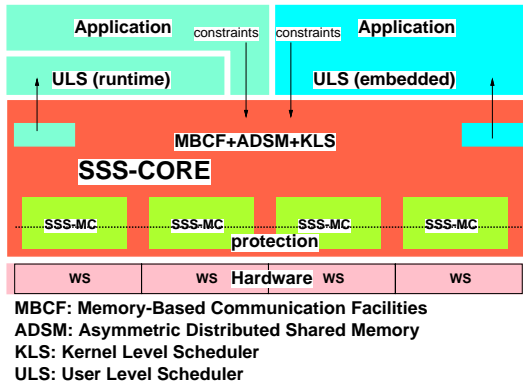 Application
constraints
constraints
Application
ULS (runtime)
ULS (embedded)
MBCF+ADSM+KLS
SSS-CORE
SSS-MC
SSS-MC
SSS-MC
SSS-MC
protection
Hardware
WS
WS
WS
WS
MBCF: Memory-Based Communication Facilities
ADSM: Asymmetric Distributed Shared Memory
KLS: Kernel Level Scheduler
ULS: User Level Scheduler